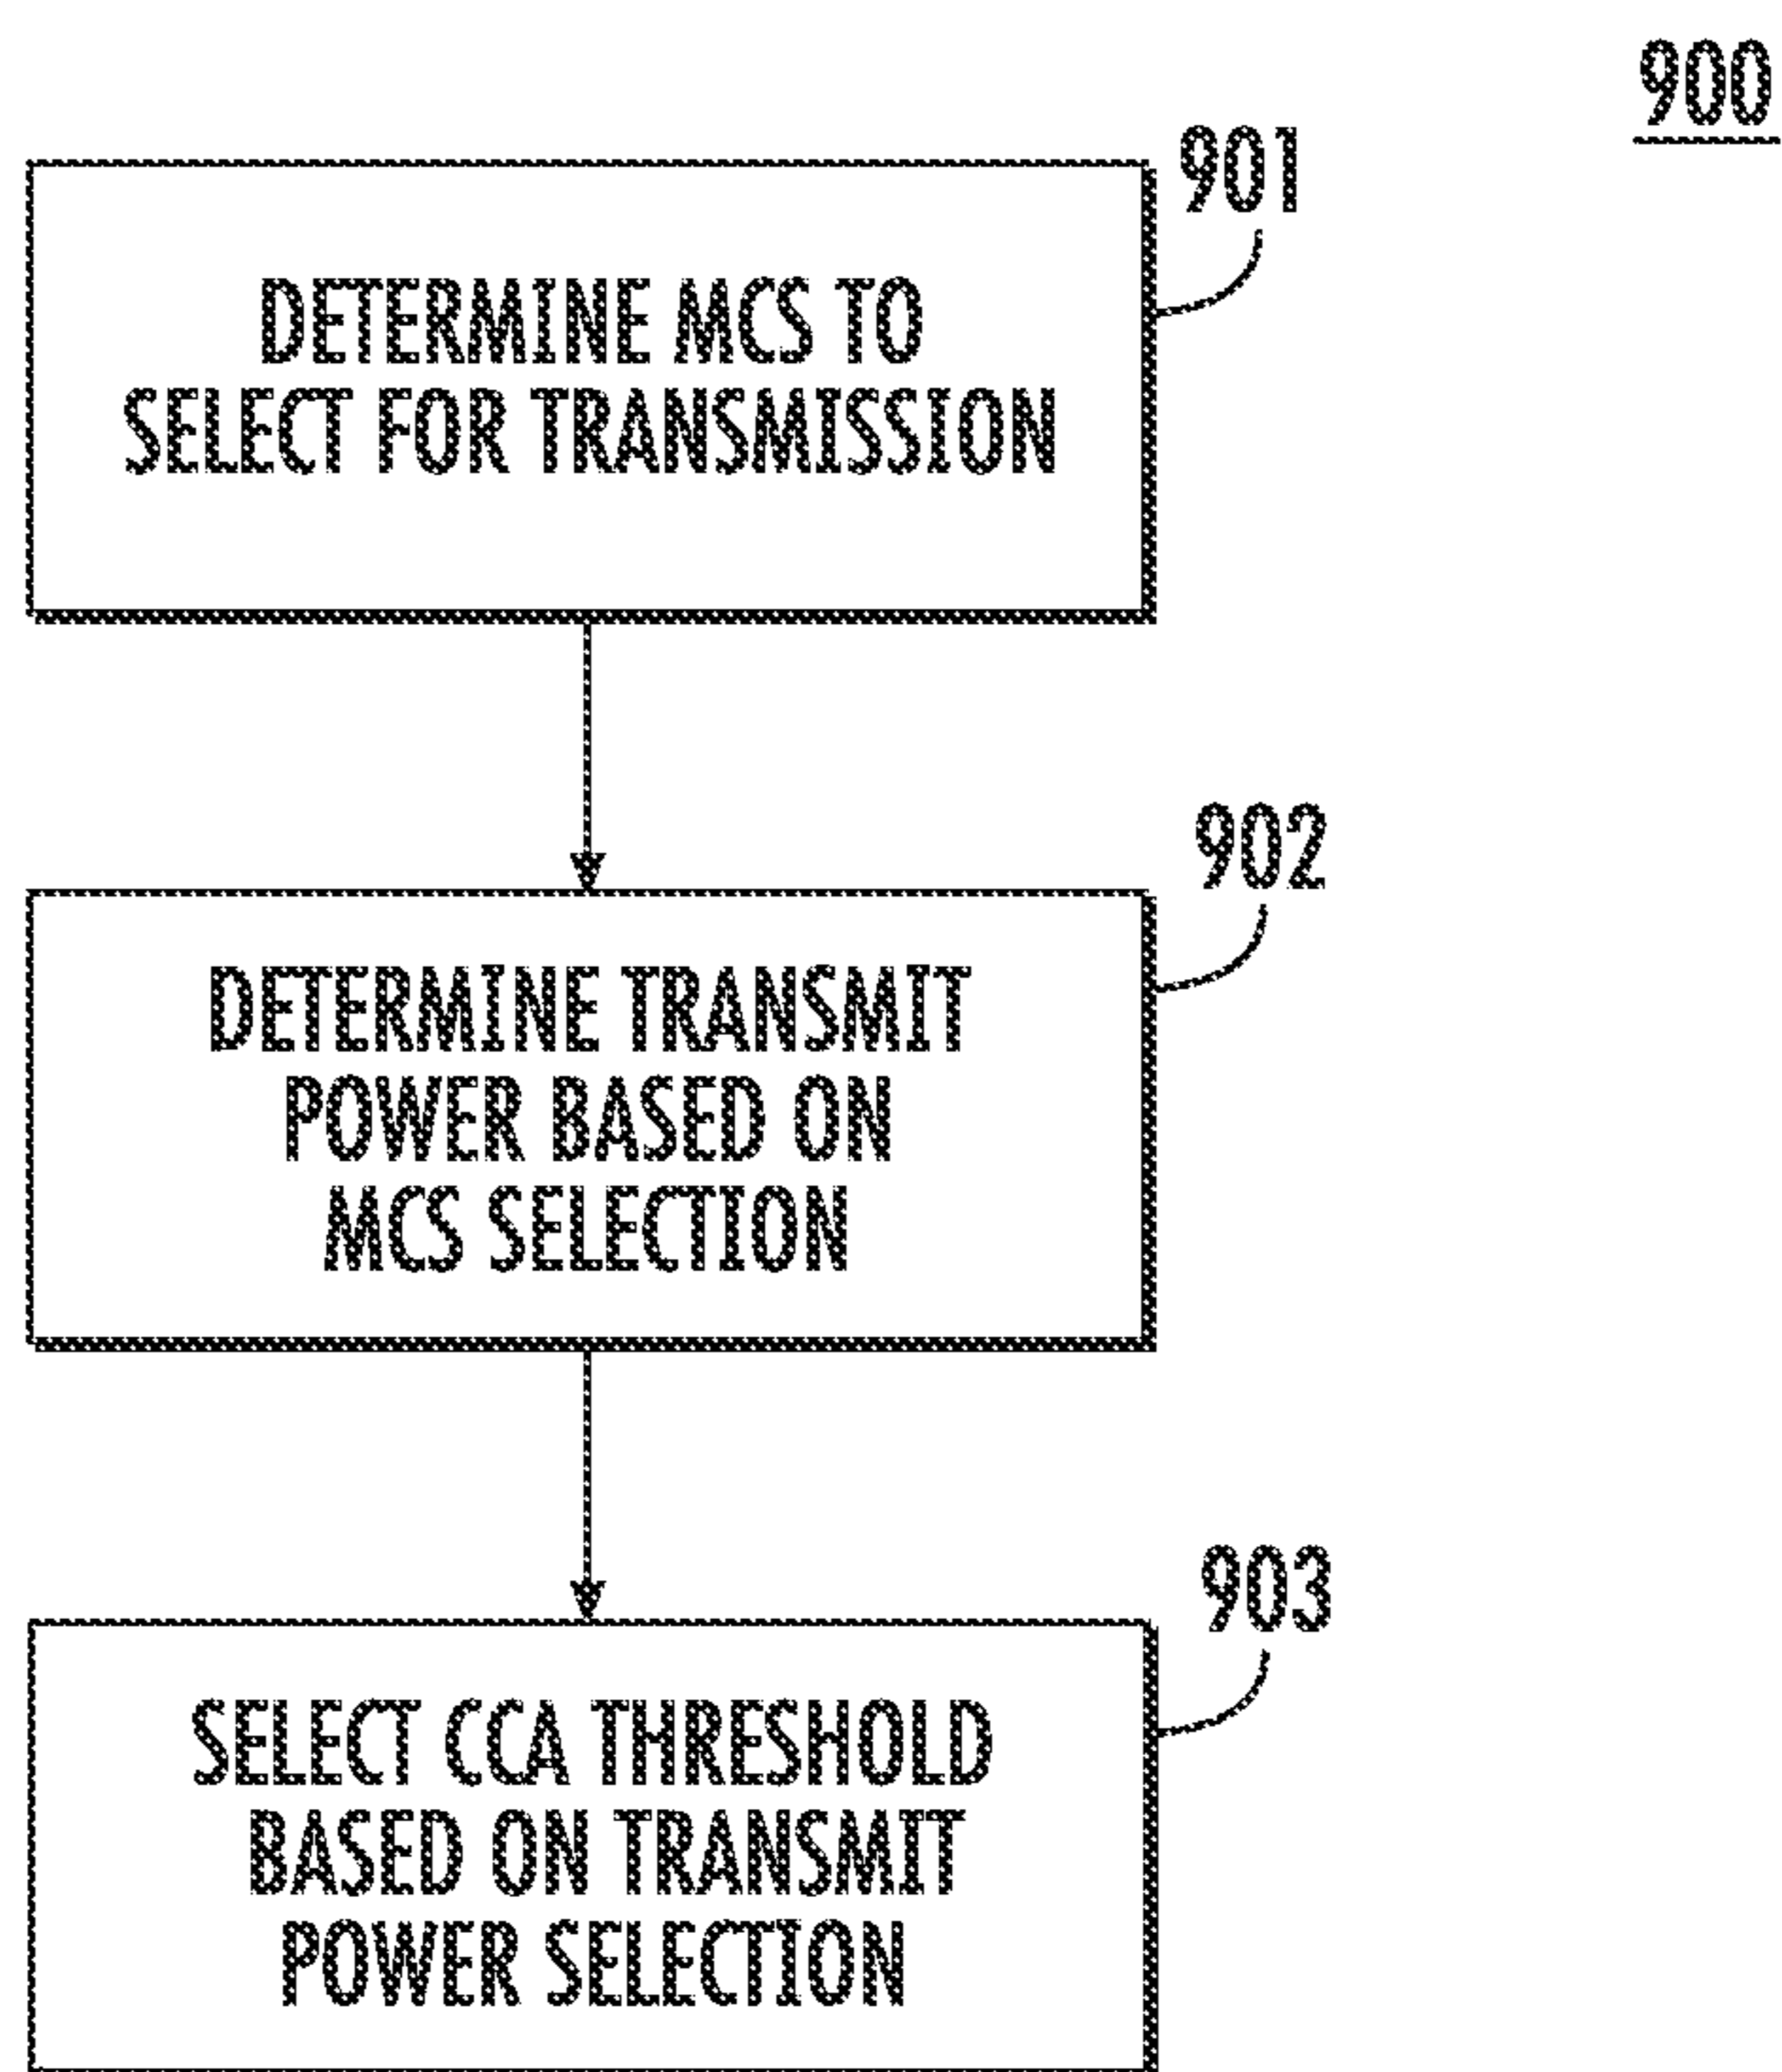 900
901
DETERMINE MCS TO
SELECT FOR TRANSMISSION
902
DETERMINE TRANSMIT
POWER BASED ON
MCS SELECTION
903
SELECT CCA THRESHOLD
BASED ON TRANSMIT
POWER SELECTION